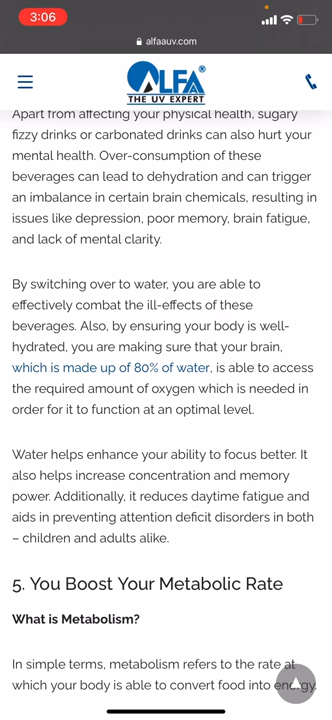 3:06
alfaauv.com
ALFA®
THE UV EXPERT
Apart from affecting your physical health, sugary
fizzy drinks or carbonated drinks can also hurt your
mental health. Over-consumption of these
beverages can lead to dehydration and can trigger
an imbalance in certain brain chemicals, resulting in
issues like depression, poor memory, brain fatigue,
and lack of mental clarity.
By switching over to water, you are able to
effectively combat the ill-effects of these
beverages. Also, by ensuring your body is well-
hydrated, you are making sure that your brain,
which is made up of 80% of water, is able to access
the required amount of oxygen which is needed in
order for it to function at an optimal level.
Water helps enhance your ability to focus better. It
also helps increase concentration and memory
power. Additionally, it reduces daytime fatigue and
aids in preventing attention deficit disorders in both
– children and adults alike.
5. You Boost Your Metabolic Rate
What is Metabolism?
In simple terms, metabolism refers to the rate at
which your body is able to convert food into energy.